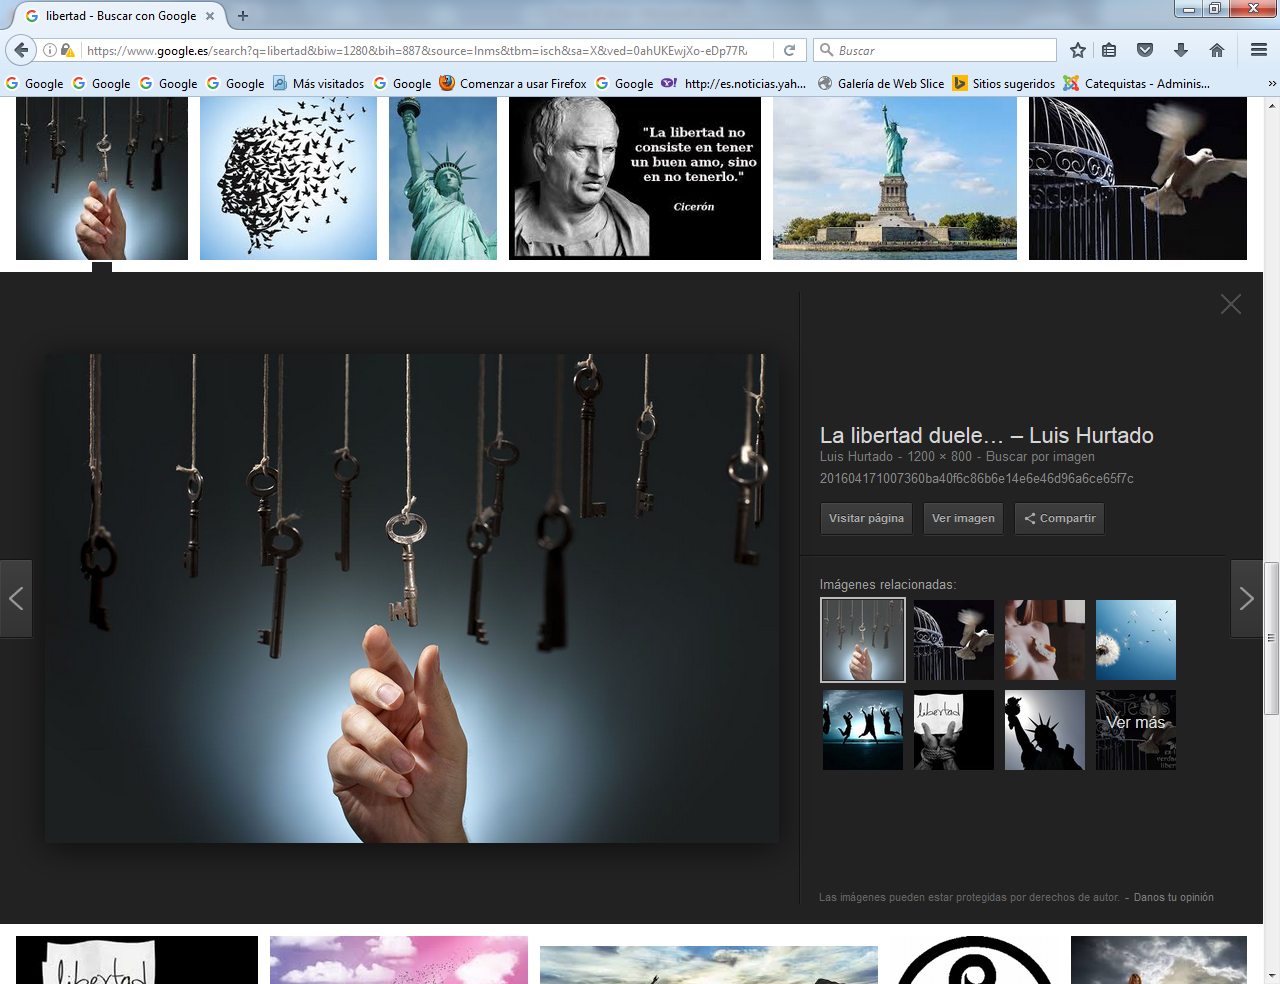 libertad - Buscar con Google
https://www.google.es/search?q=libertad&biw=1280&bih=887&source=lnms&tbm=isch&sa=X&ved=0ahUKEwjXo-eDp77R
Buscar
Google Google Google Google Más visitados Google Comenzar a usar Firefox Google http://es.noticias.yah... Galería de Web Slice Sitios sugeridos Catequistas - Adminis...
"La libertad no
consiste en tener
un buen amo, sino
en no tenerlo."
Cicerón
La libertad duele... – Luis Hurtado
Luis Hurtado - 1200 × 800 - Buscar por imagen
201604171007360ba40f6c86b6e14e6e46d96a6ce65f7c
Visitar página Ver imagen Compartir
Imágenes relacionadas:
libertad
Jesús
Ver más
Las imágenes pueden estar protegidas por derechos de autor. - Danos tu opinión
libertad